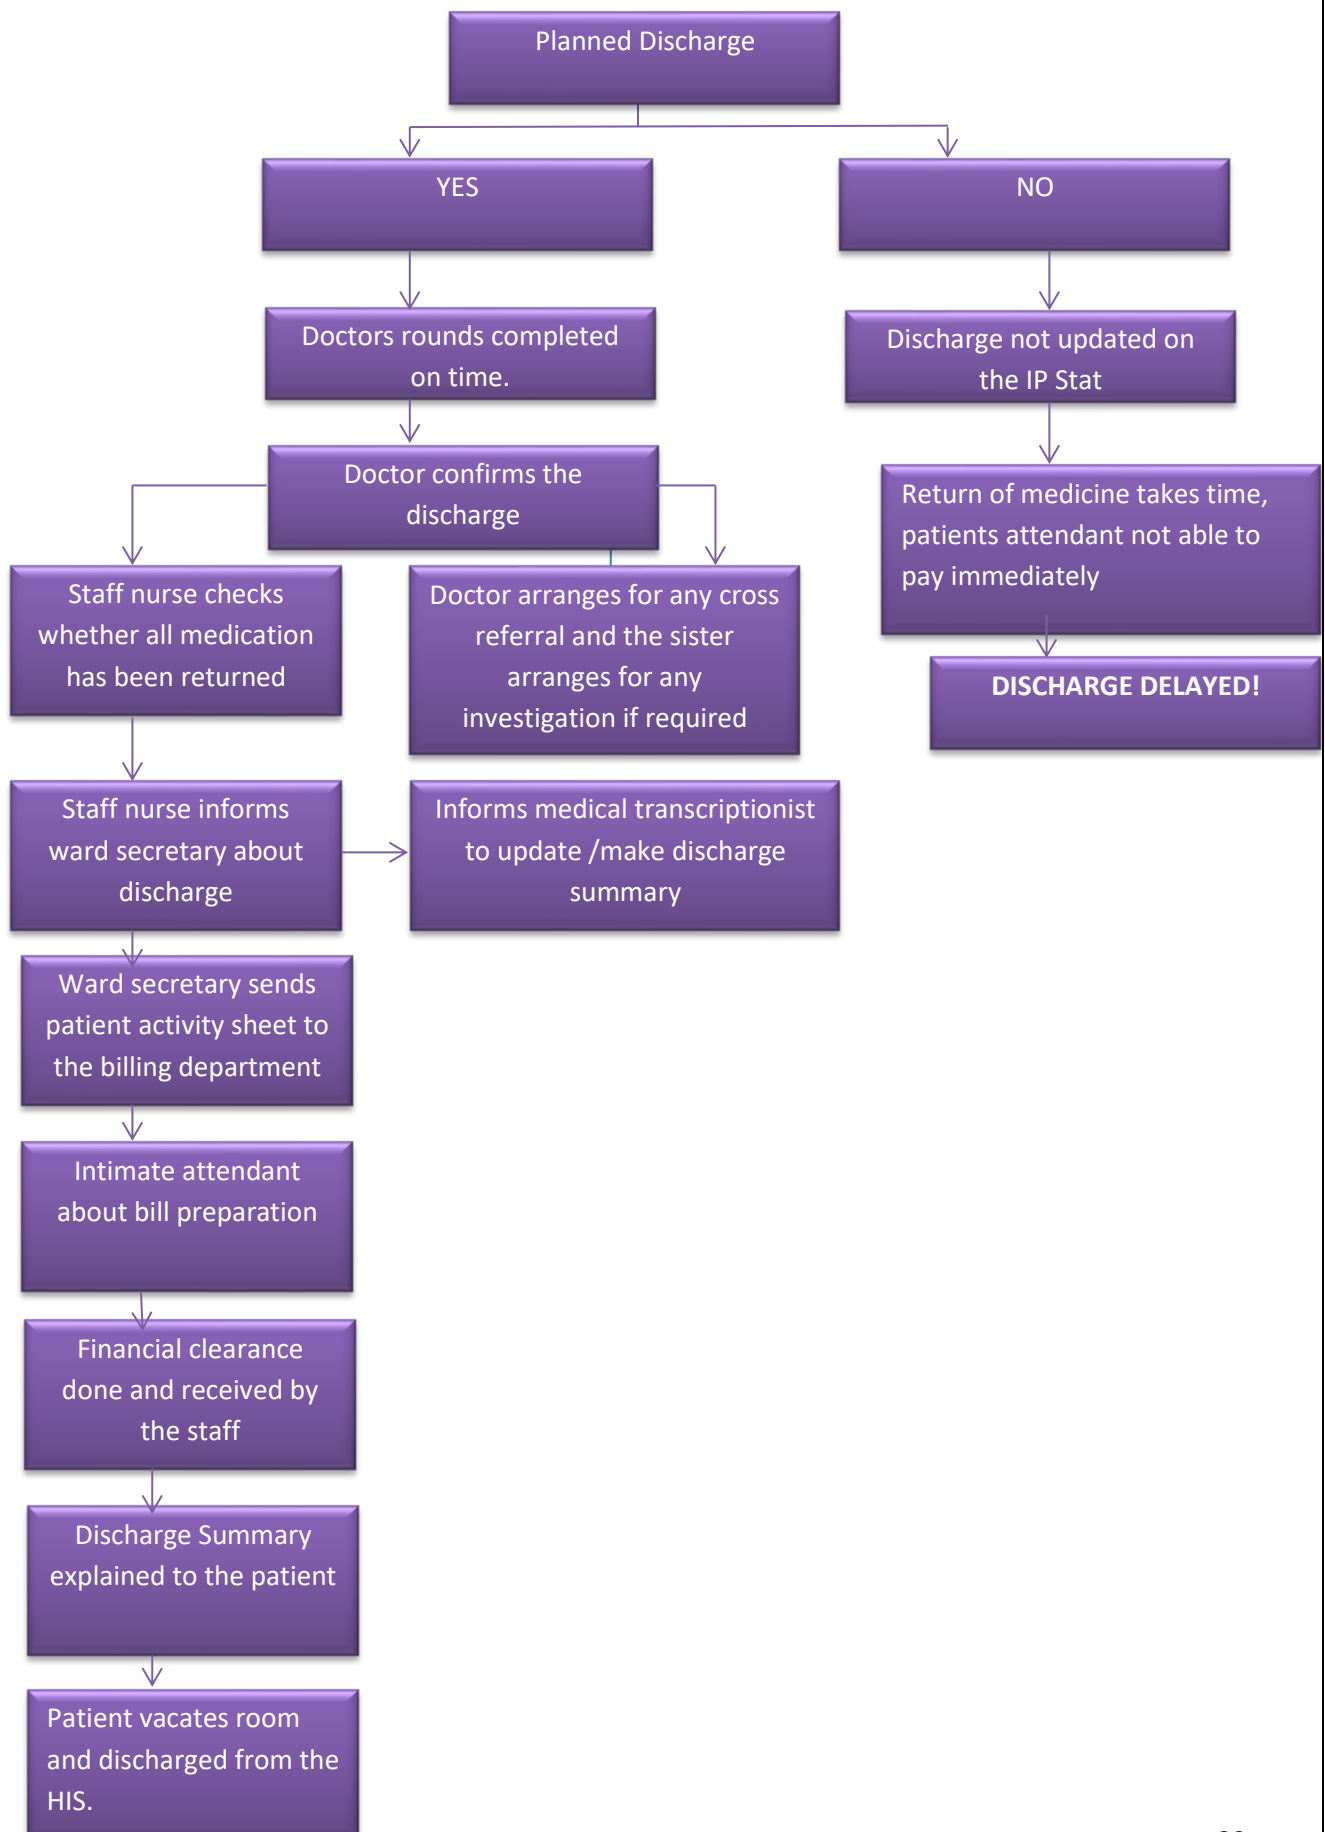 Planned Discharge
YES
NO
Doctors rounds completed
on time.
Discharge not updated on
the IP Stat
Doctor confirms the
discharge
Return of medicine takes time,
patients attendant not able to
pay immediately
Staff nurse checks
whether all medication
has been returned
Doctor arranges for any cross
referral and the sister
arranges for any
investigation if required
DISCHARGE DELAYED!
Staff nurse informs
ward secretary about
discharge
Informs medical transcriptionist
to update /make discharge
summary
Ward secretary sends
patient activity sheet to
the billing department
Intimate attendant
about bill preparation
Financial clearance
done and received by
the staff
Discharge Summary
explained to the patient
Patient vacates room
and discharged from the
HIS.